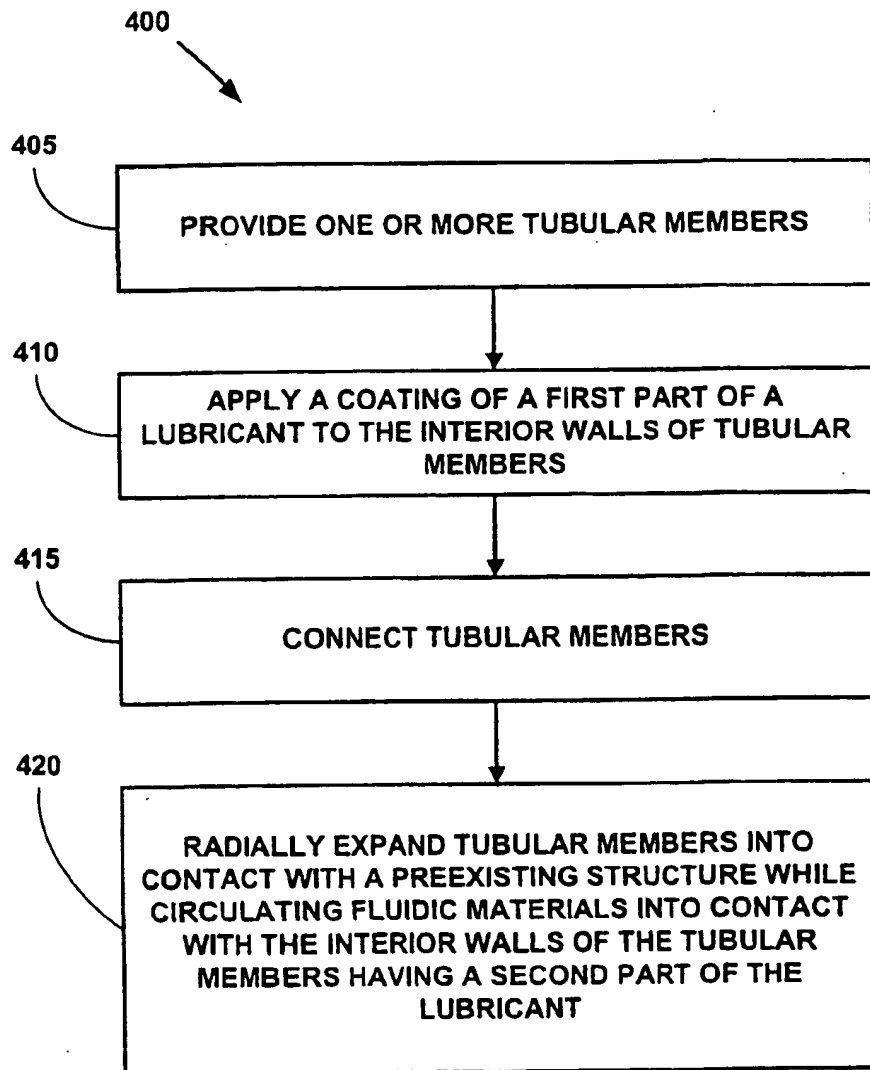 400
405
PROVIDE ONE OR MORE TUBULAR MEMBERS
410
APPLY A COATING OF A FIRST PART OF A
LUBRICANT TO THE INTERIOR WALLS OF TUBULAR
MEMBERS
415
CONNECT TUBULAR MEMBERS
420
RADIALLY EXPAND TUBULAR MEMBERS INTO
CONTACT WITH A PREEXISTING STRUCTURE WHILE
CIRCULATING FLUIDIC MATERIALS INTO CONTACT
WITH THE INTERIOR WALLS OF THE TUBULAR
MEMBERS HAVING A SECOND PART OF THE
LUBRICANT